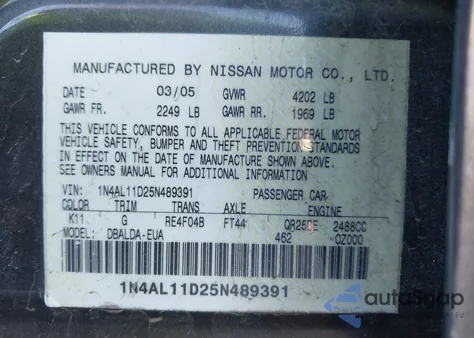 MANUFACTURED BY NISSAN MOTOR CO., LTD.
DATE 03/05 GVWR 4202 LB
GAWR FR. 2249 LB GAWR RR. 1969 LB
THIS VEHICLE CONFORMS TO ALL APPLICABLE FEDERAL MOTOR
VEHICLE SAFETY, BUMPER AND THEFT PREVENTION STANDARDS
IN EFFECT ON THE DATE OF MANUFACTURE SHOWN ABOVE.
SEE OWNERS MANUAL FOR ADDITIONAL INFORMATION
VIN: 1N4AL11D25N489391 PASSENGER CAR
COLOR TRIM TRANS AXLE ENGINE
K11 G RE4F04B FT44 QR25DE 2488CC
MODEL DBALDA-EUA 462 OZ000
1N4AL11D25N489391
autoSnap